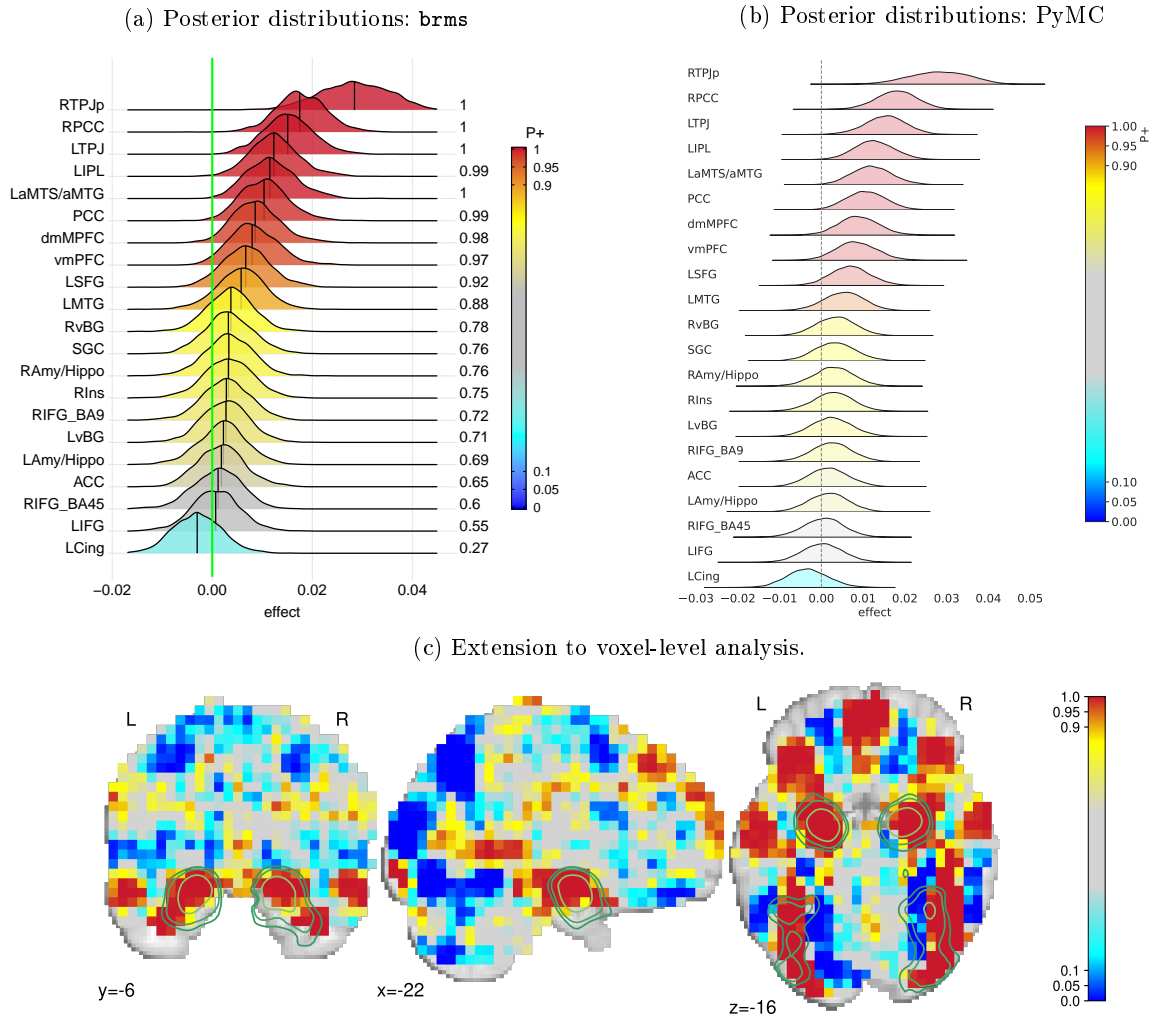 (a) Posterior distributions: brms
RTPJp 1
RPCC 1
LTPJ 1
LIPL 0.99
LaMTS/aMTG 1
PCC 0.99
dmMPFC 0.98
vmPFC 0.97
LSFG 0.92
LMTG 0.88
RvBG 0.78
SGC 0.76
RAmy/Hippo 0.76
RIns 0.75
RIFG_BA9 0.72
LvBG 0.71
LAmy/Hippo 0.69
ACC 0.65
RIFG_BA45 0.6
LIFG 0.55
LCing 0.27
−0.02 0.00 0.02 0.04
effect
P+
1
0.95
0.9
0.1
0.05
0
(b) Posterior distributions: PyMC
RTPJp
RPCC
LTPJ
LIPL
LaMTS/aMTG
PCC
dmMPFC
vmPFC
LSFG
LMTG
RvBG
SGC
RAmy/Hippo
RIns
LvBG
RIFG_BA9
ACC
LAmy/Hippo
RIFG_BA45
LIFG
LCing
−0.03 −0.02 −0.01 0.00 0.01 0.02 0.03 0.04 0.05
effect
1.00
0.95
0.90
0.10
0.05
0.00
P+
(c) Extension to voxel-level analysis.
L R
y=-6
x=-22
L R
z=-16
1.0
0.95
0.9
0.1
0.05
0.0